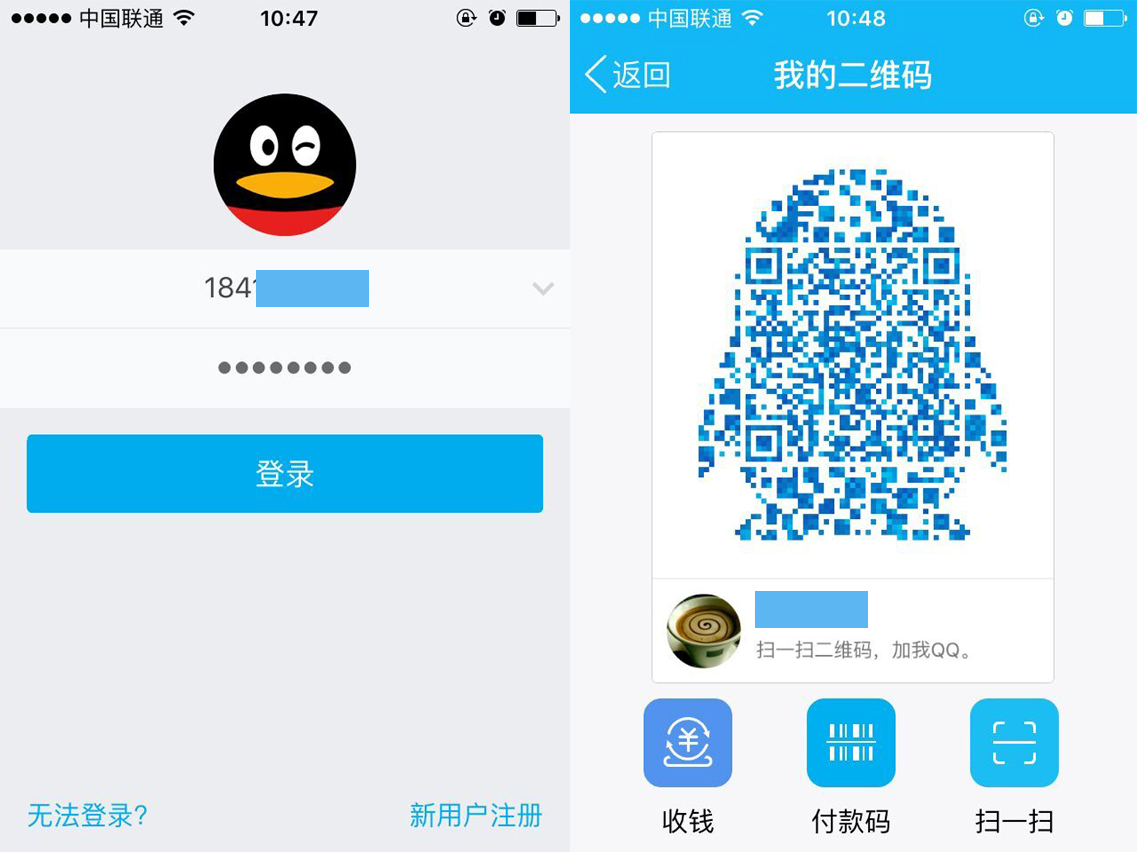 中国联通 10:47
184
登录
无法登录? 新用户注册
中国联通 10:48
返回 我的二维码
扫一扫二维码，加我QQ。
收钱 付款码 扫一扫